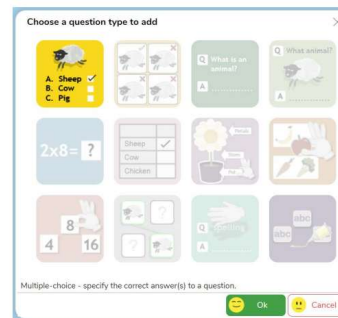 Choose a question type to add
A. Sheep
B. Cow
C. Pig
Q What is an animal?
A
Q What animal?
A
2x8= ?
Sheep
Cow
Chicken
Petals
Stem
8
4 16
?
?
Q Spelling
A
abc
abc
Multiple-choice - specify the correct answer(s) to a question.
Ok
Cancel